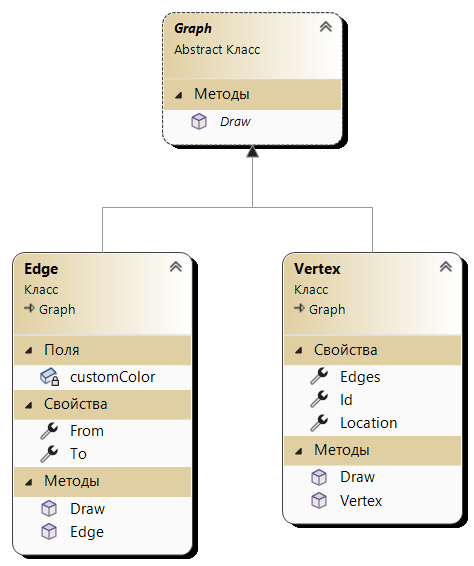 Graph
Abstract Класс
Методы
Draw
Edge
Класс
Graph
Поля
customColor
Свойства
From
To
Методы
Draw
Edge
Vertex
Класс
Graph
Свойства
Edges
Id
Location
Методы
Draw
Vertex